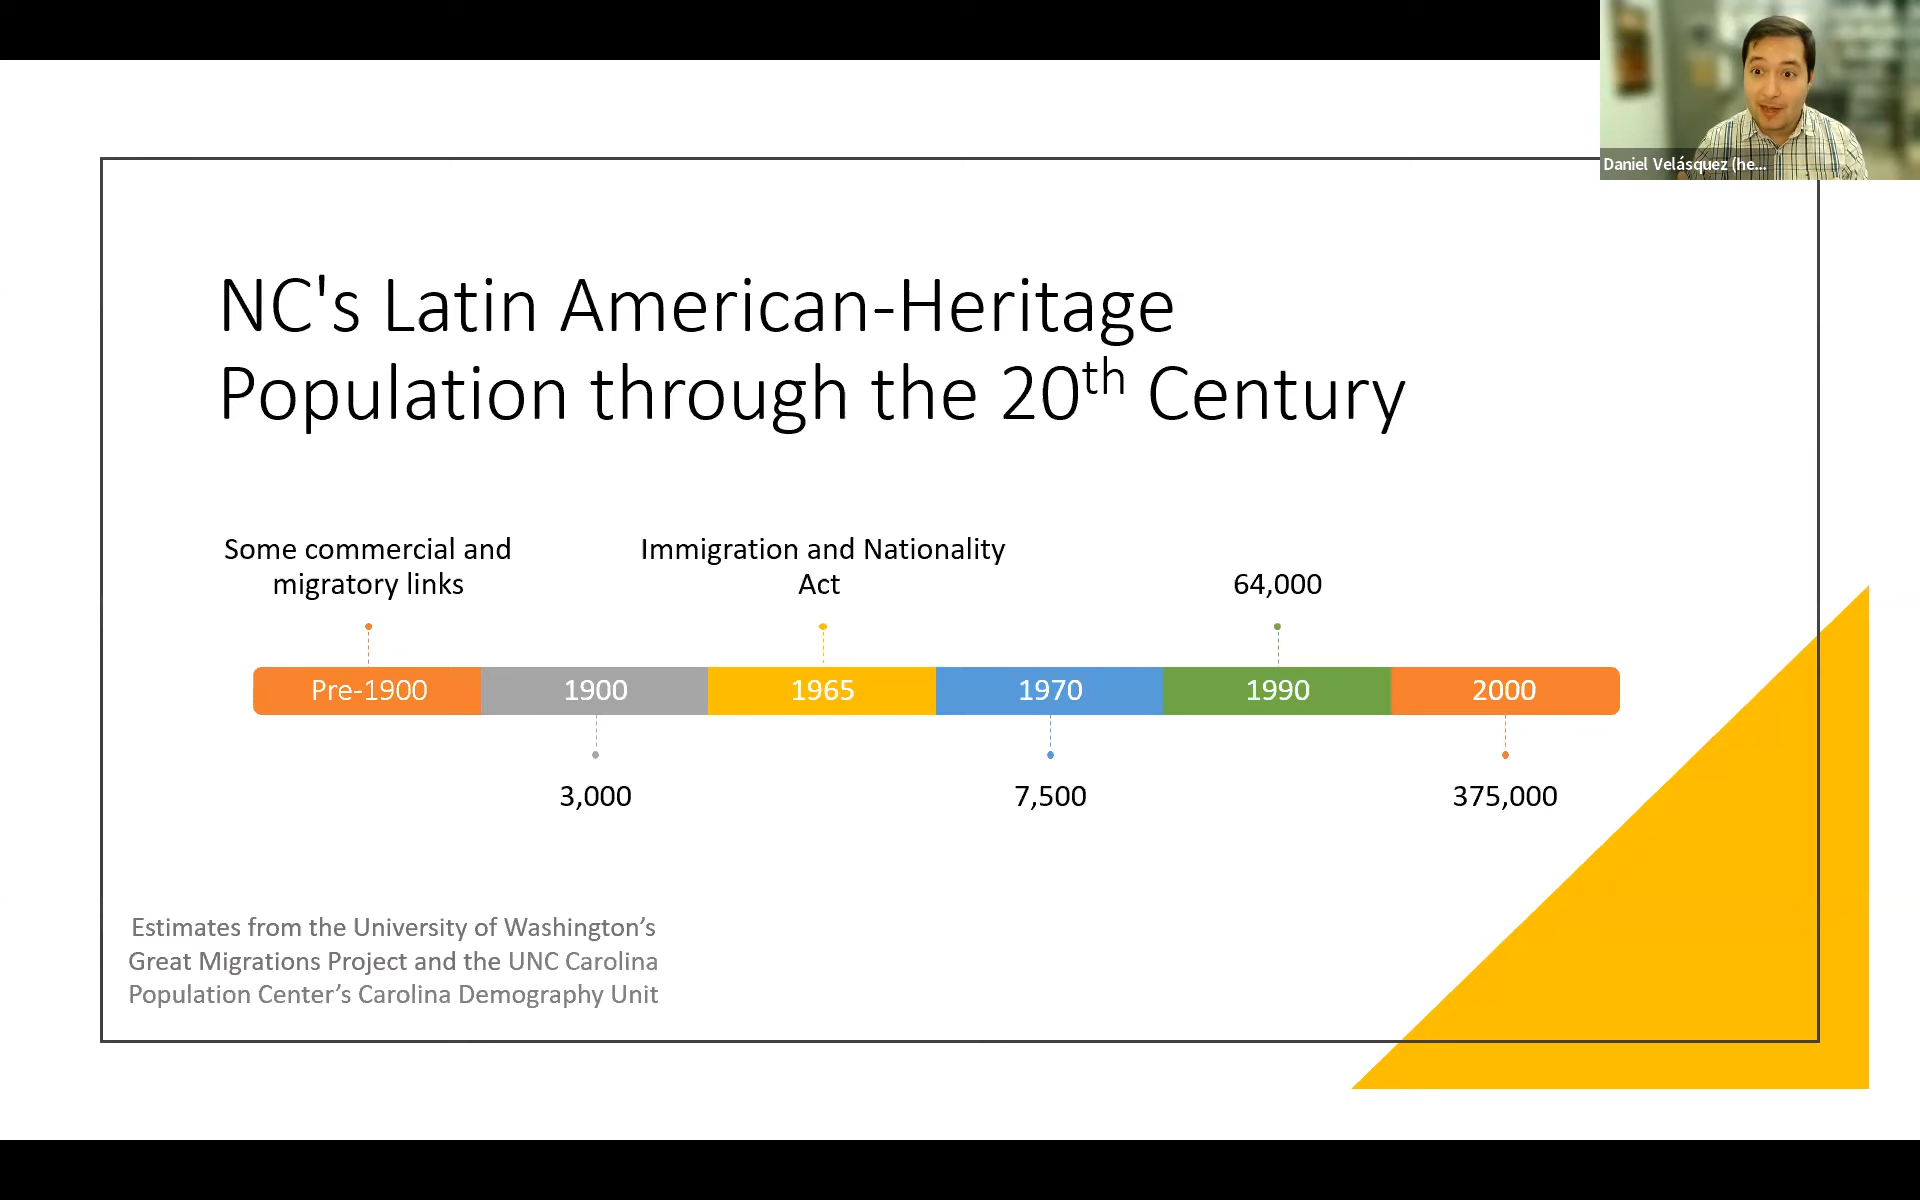 Daniel Velásquez (he...
NC's Latin American-Heritage
Population through the 20th Century
Some commercial and
migratory links
Immigration and Nationality
Act
64,000
Pre-1900
1900
1965
1970
1990
2000
3,000
7,500
375,000
Estimates from the University of Washington’s
Great Migrations Project and the UNC Carolina
Population Center’s Carolina Demography Unit